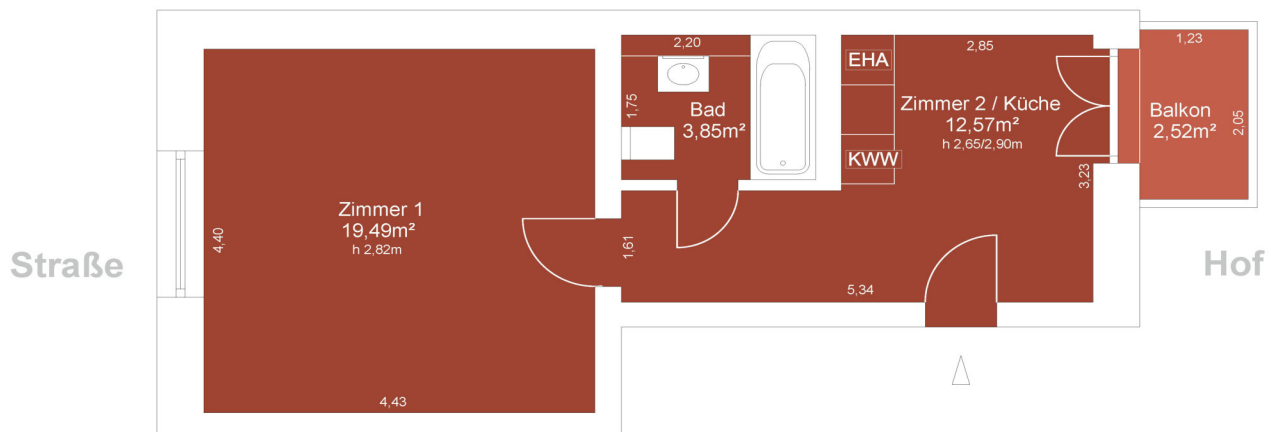 2,20
2,85
1,23
EHA
1,75
Bad
3,85m²
Zimmer 2 / Küche
12,57m²
h 2,65/2,90m
Balkon
2,52m²
2,05
KWW
3,23
Zimmer 1
19,49m²
h 2,82m
4,40
1,61
Straße
Hof
5,34
4,43